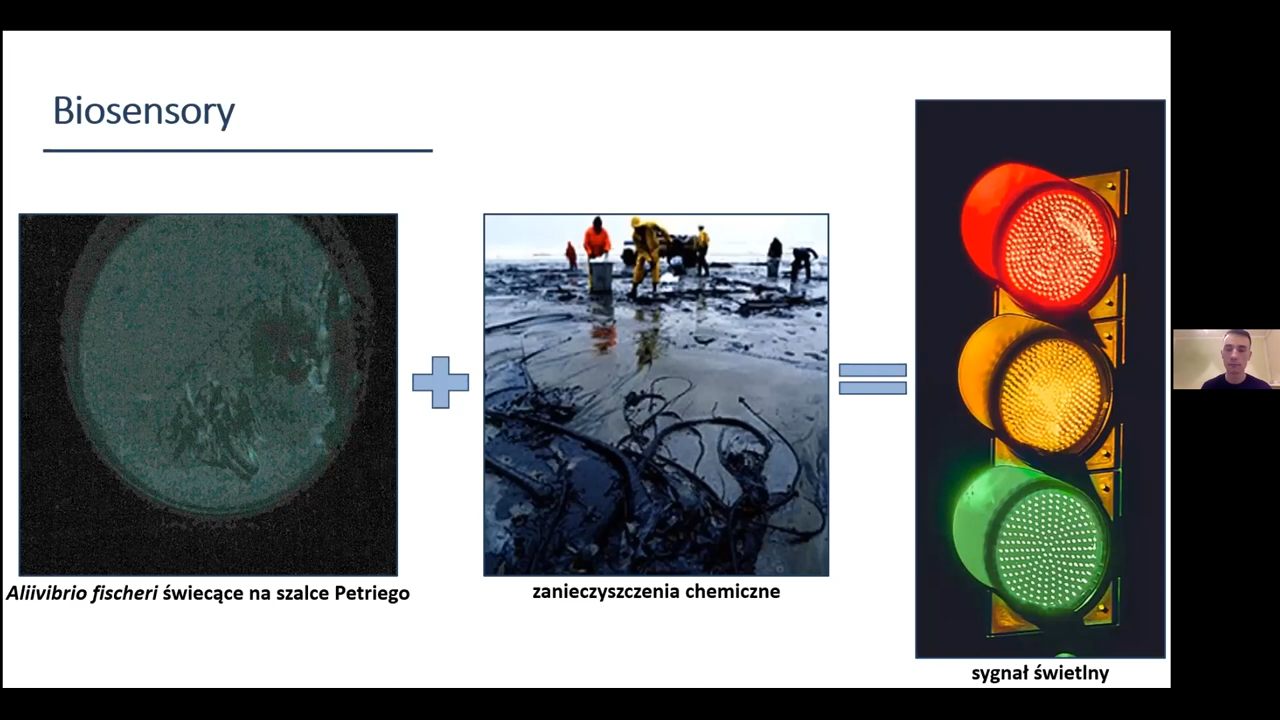 Biosensory
Aliivibrio fischeri świecące na szalce Petriego
zanieczyszczenia chemiczne
sygnał świetlny